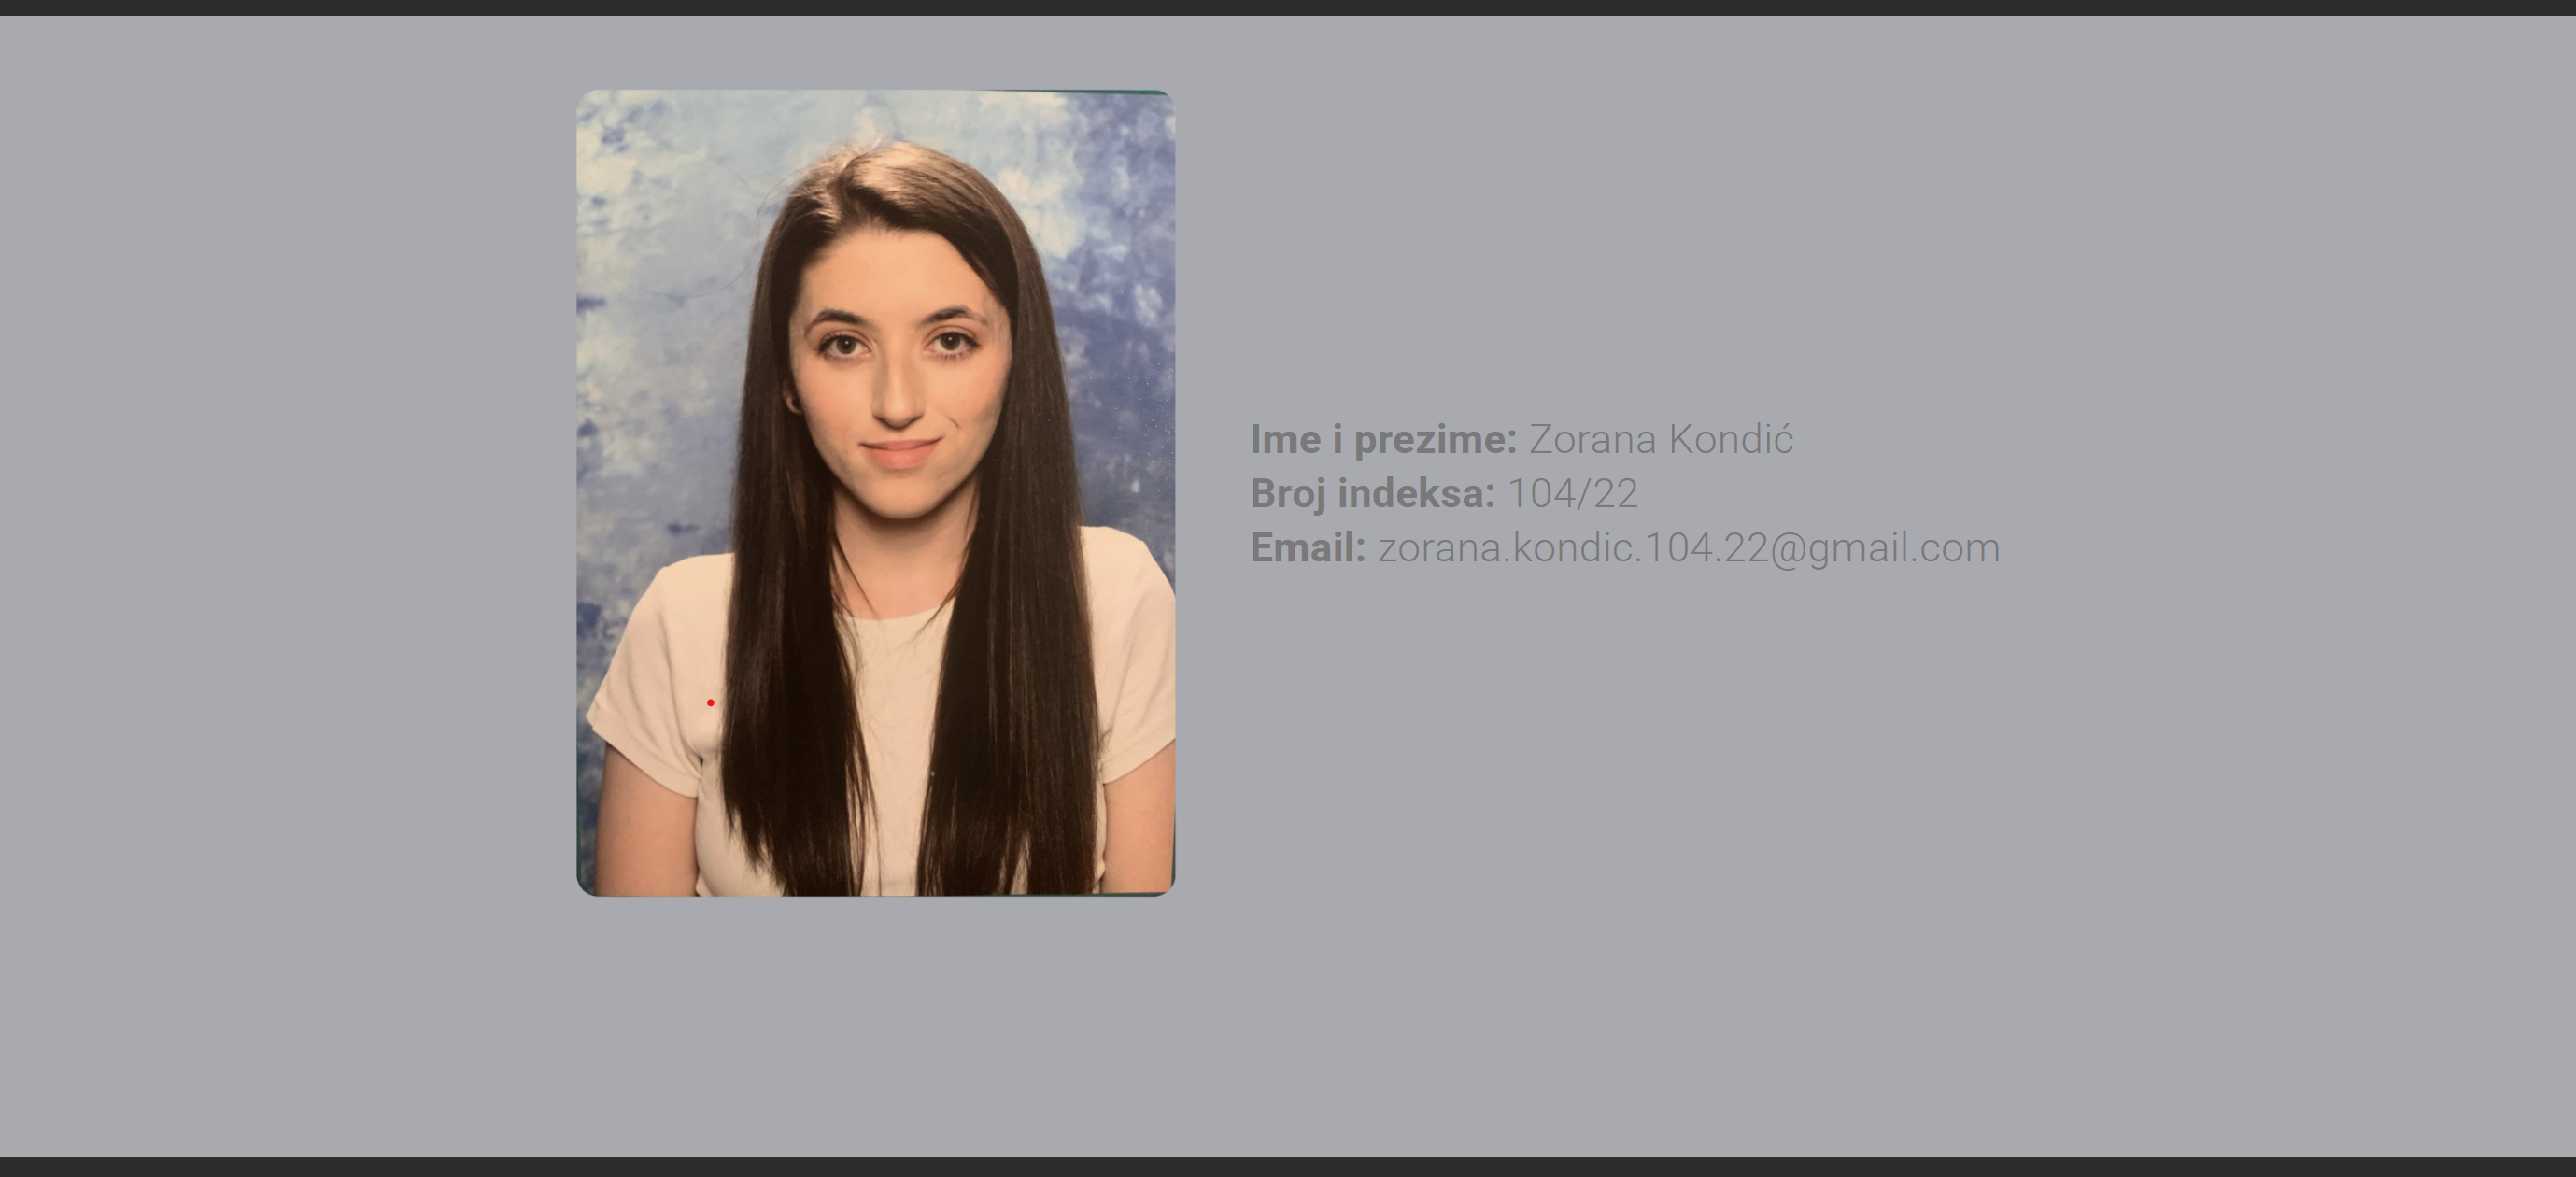 Ime i prezime: Zorana Kondić
Broj indeksa: 104/22
Email: zorana.kondic.104.22@gmail.com